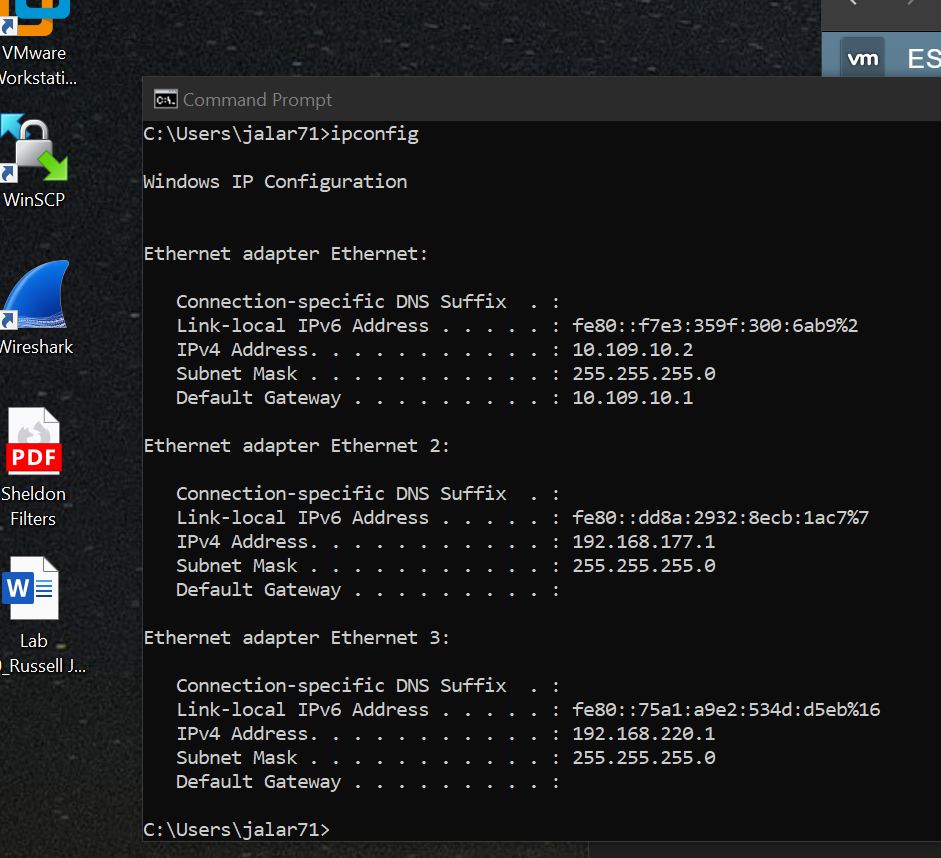 VMware
Workstati...
WinSCP
Wireshark
PDF
Sheldon
Filters
W
Lab
_Russell J...
vm
ES
Command Prompt
C:\Users\jalar71>ipconfig
Windows IP Configuration
Ethernet adapter Ethernet:
Connection-specific DNS Suffix . :
Link-local IPv6 Address . . . . . : fe80::f7e3:359f:300:6ab9%2
IPv4 Address. . . . . . . . . . . : 10.109.10.2
Subnet Mask . . . . . . . . . . . : 255.255.255.0
Default Gateway . . . . . . . . . : 10.109.10.1
Ethernet adapter Ethernet 2:
Connection-specific DNS Suffix . :
Link-local IPv6 Address . . . . . : fe80::dd8a:2932:8ecb:1ac7%7
IPv4 Address. . . . . . . . . . . : 192.168.177.1
Subnet Mask . . . . . . . . . . . : 255.255.255.0
Default Gateway . . . . . . . . . :
Ethernet adapter Ethernet 3:
Connection-specific DNS Suffix . :
Link-local IPv6 Address . . . . . : fe80::75a1:a9e2:534d:d5eb%16
IPv4 Address. . . . . . . . . . . : 192.168.220.1
Subnet Mask . . . . . . . . . . . : 255.255.255.0
Default Gateway . . . . . . . . . :
C:\Users\jalar71>